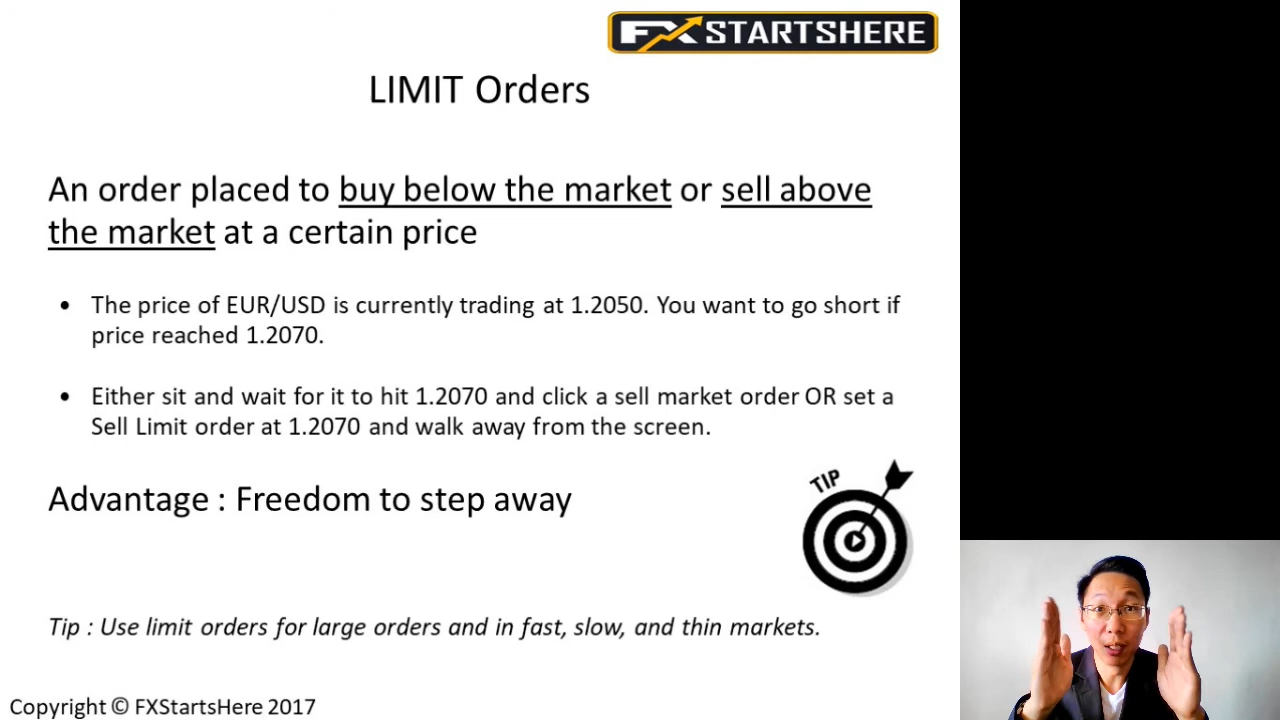 FXSTARTSHERE
LIMIT Orders
An order placed to buy below the market or sell above
the market at a certain price
• The price of EUR/USD is currently trading at 1.2050. You want to go short if
price reached 1.2070.
• Either sit and wait for it to hit 1.2070 and click a sell market order OR set a
Sell Limit order at 1.2070 and walk away from the screen.
TIP
Advantage : Freedom to step away
Tip : Use limit orders for large orders and in fast, slow, and thin markets.
Copyright © FXStartsHere 2017